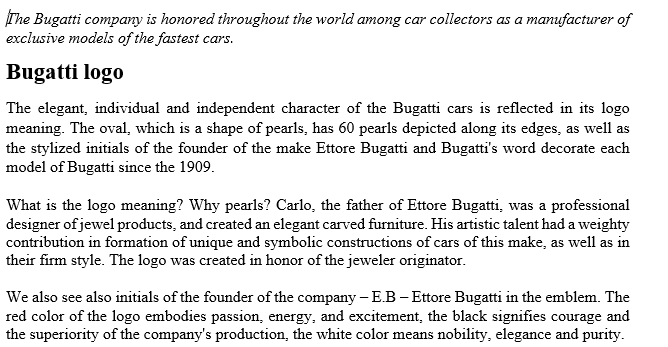 The Bugatti company is honored throughout the world among car collectors as a manufacturer of
exclusive models of the fastest cars.
Bugatti logo
The elegant, individual and independent character of the Bugatti cars is reflected in its logo
meaning. The oval, which is a shape of pearls, has 60 pearls depicted along its edges, as well as
the stylized initials of the founder of the make Ettore Bugatti and Bugatti's word decorate each
model of Bugatti since the 1909.
What is the logo meaning? Why pearls? Carlo, the father of Ettore Bugatti, was a professional
designer of jewel products, and created an elegant carved furniture. His artistic talent had a weighty
contribution in formation of unique and symbolic constructions of cars of this make, as well as in
their firm style. The logo was created in honor of the jeweler originator.
We also see also initials of the founder of the company – E.B – Ettore Bugatti in the emblem. The
red color of the logo embodies passion, energy, and excitement, the black signifies courage and
the superiority of the company's production, the white color means nobility, elegance and purity.